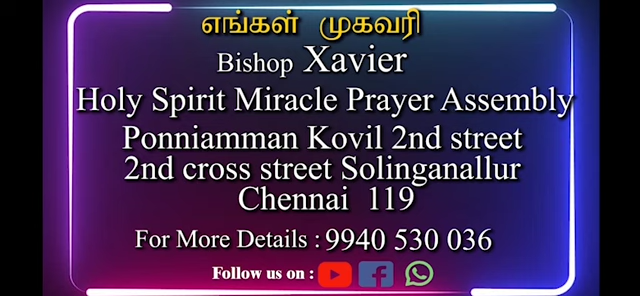 எங்கள் முகவரி
Bishop Xavier
Holy Spirit Miracle Prayer Assembly
Ponniamman Kovil 2nd street
2nd cross street Solinganallur
Chennai 119
For More Details : 9940 530 036
Follow us on :